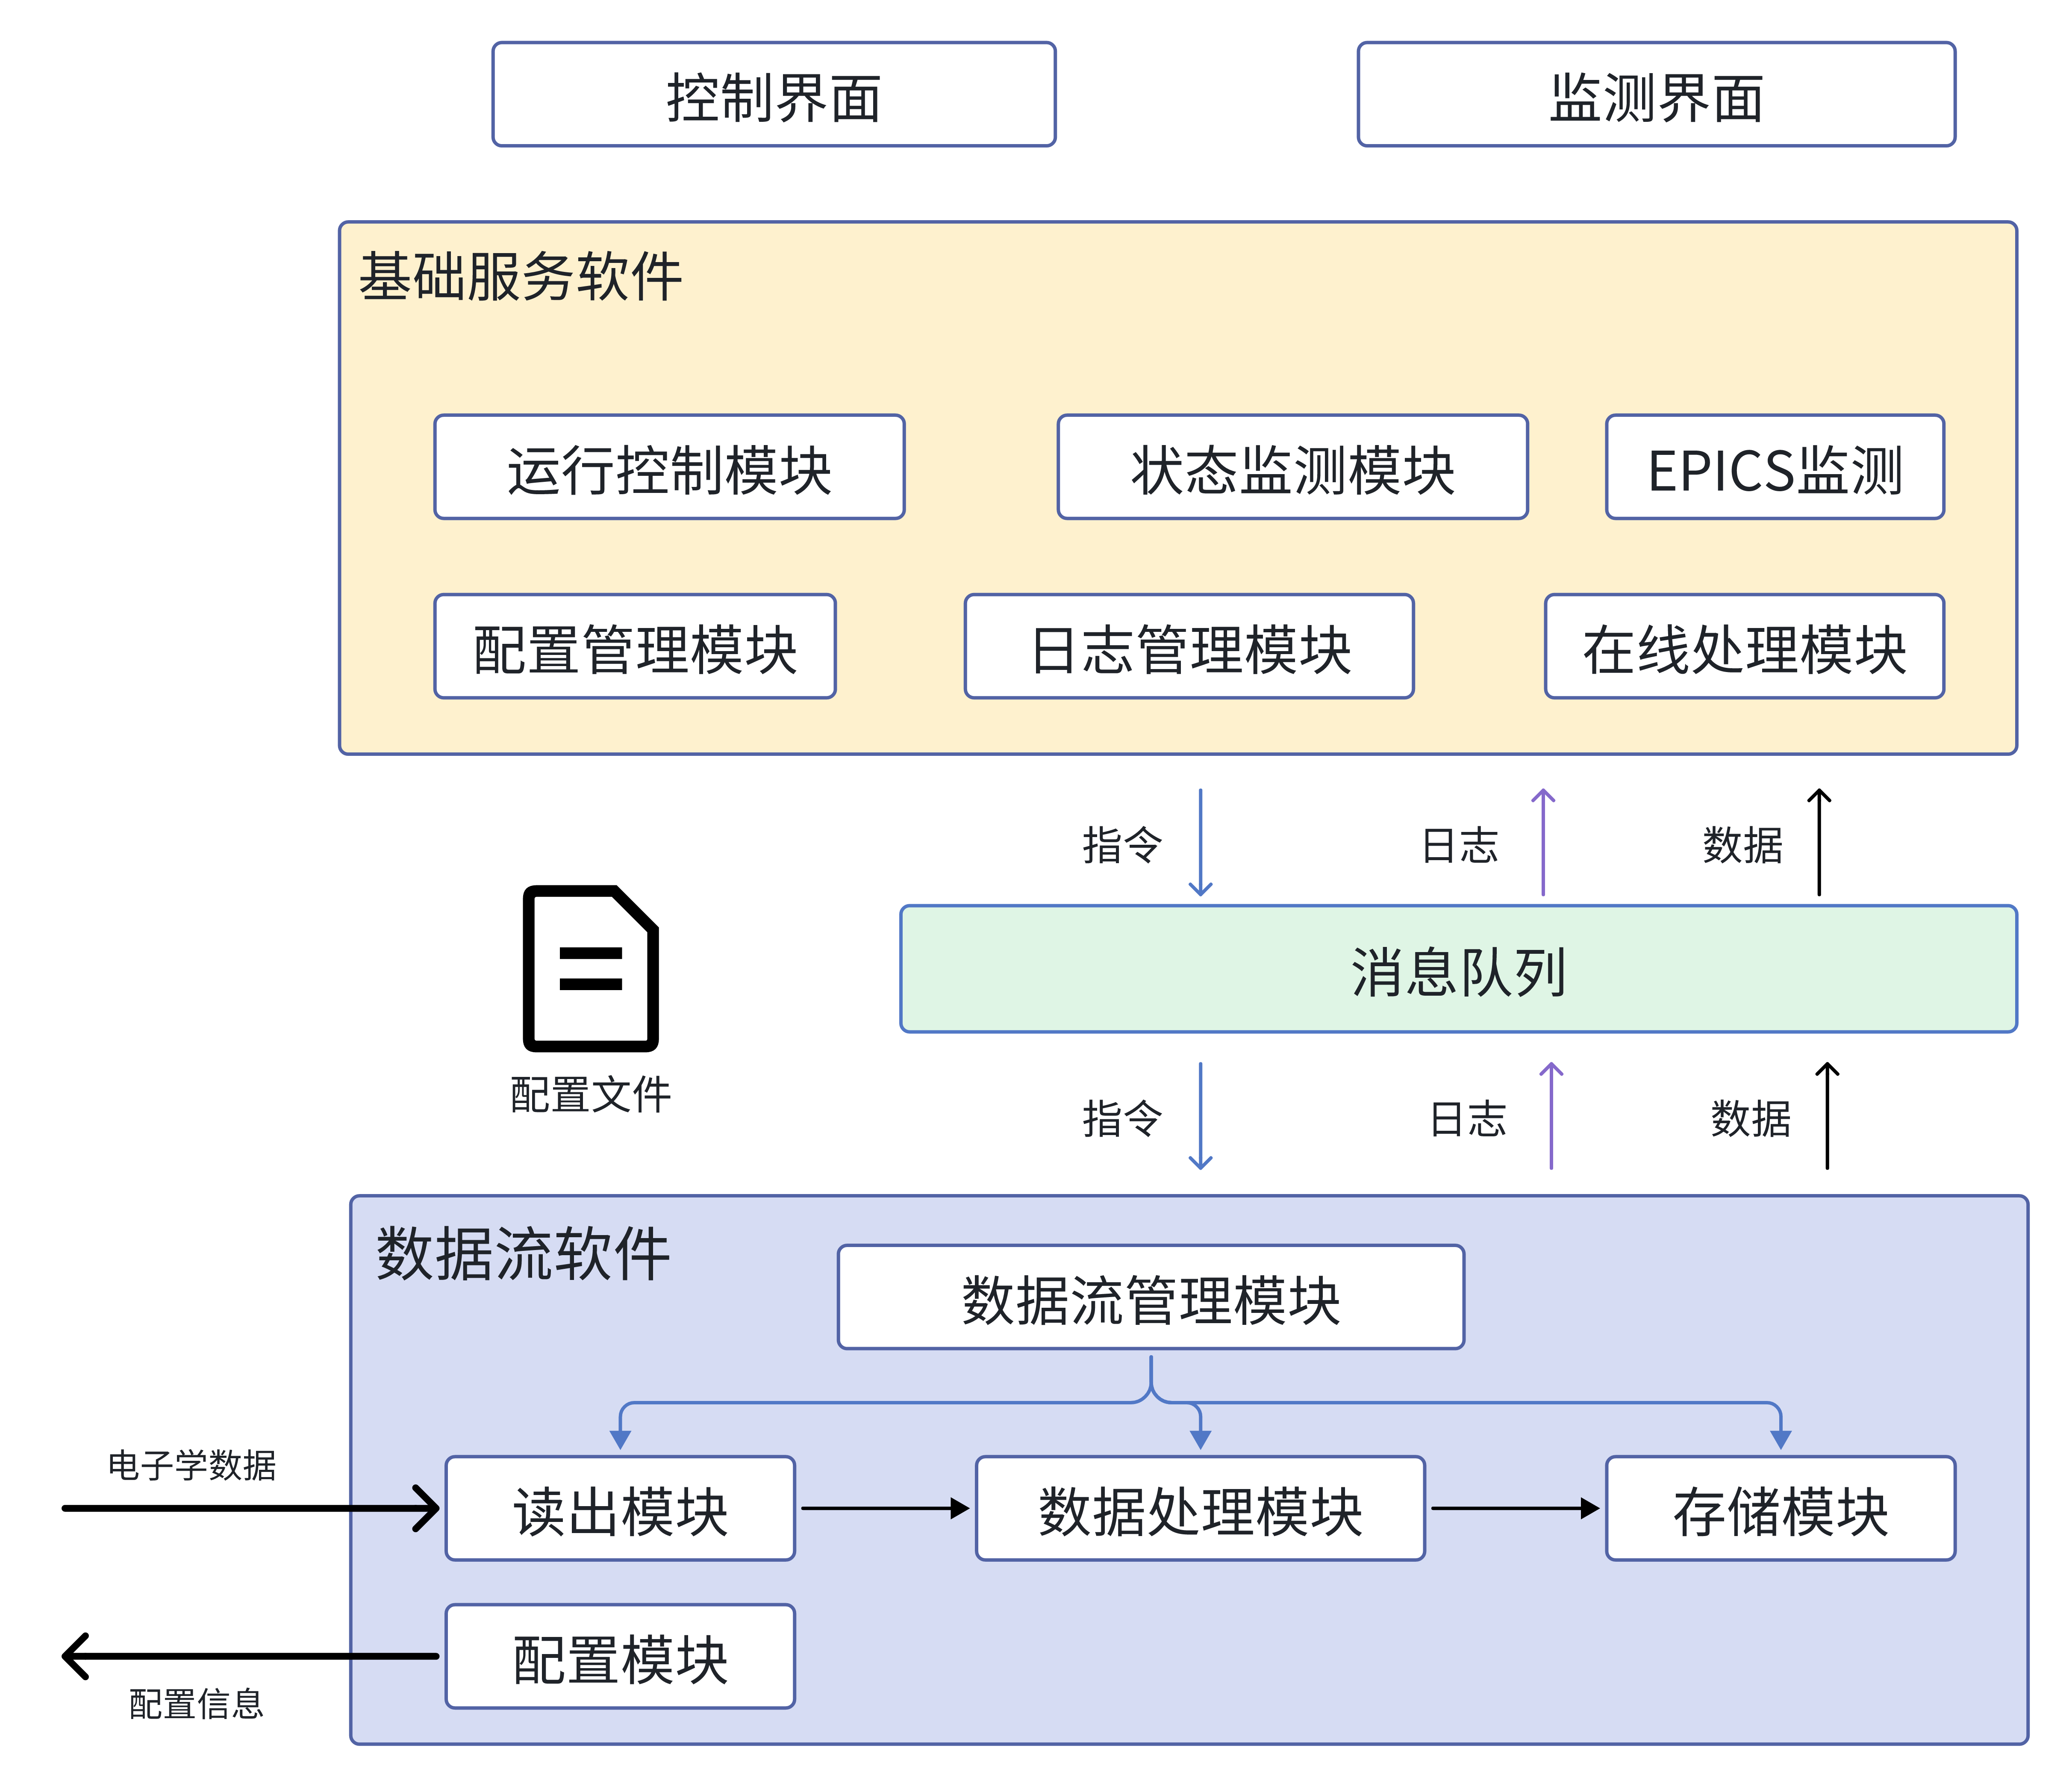 控制界面
监测界面
基础服务软件
运行控制模块
状态监测模块
EPICS监测
配置管理模块
日志管理模块
在线处理模块
指令
日志
数据
消息队列
配置文件
指令
日志
数据
数据流软件
数据流管理模块
电子学数据
读出模块
数据处理模块
存储模块
配置模块
配置信息